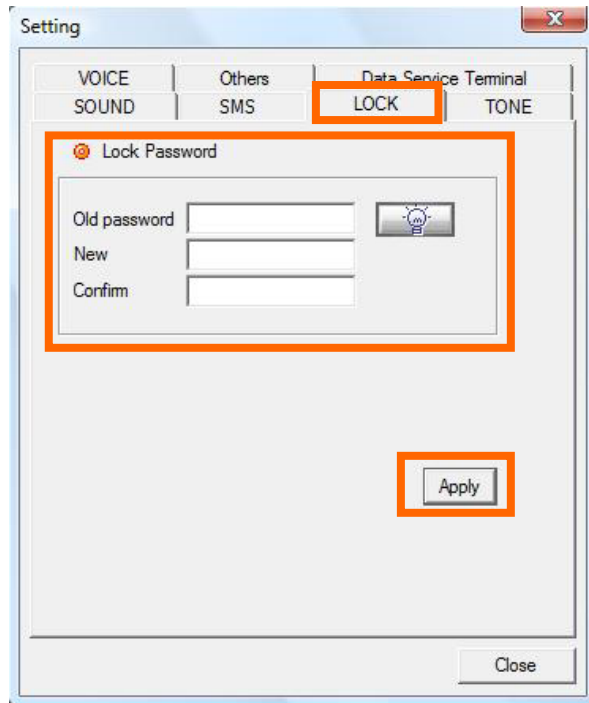 Setting
VOICE Others Data Service Terminal
SOUND SMS LOCK TONE
Lock Password
Old password
New
Confirm
Apply
Close